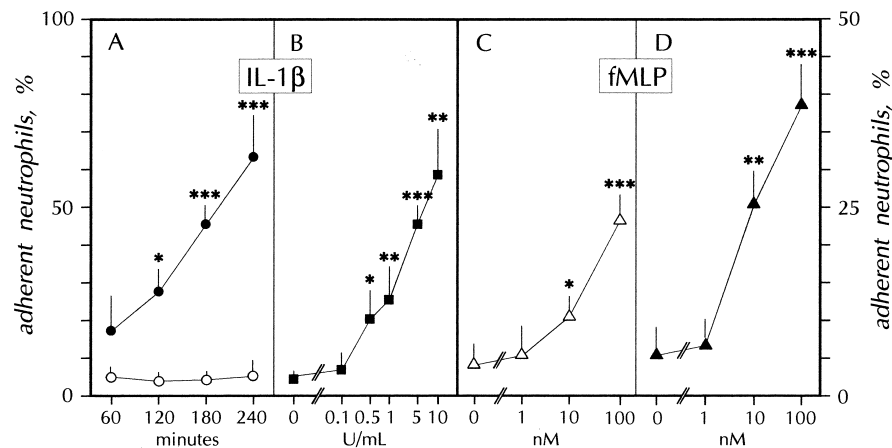 100
50
A
B
C
D
IL-1β
fMLP
***
***
*
***
**
***
**
*
***
*
***
**
adherent neutrophils, %
adherent neutrophils, %
50
25
0
0
60 120 180 240
0 0.1 0.5 1 5 10
0 1 10 100
0 1 10 100
minutes
U/mL
nM
nM